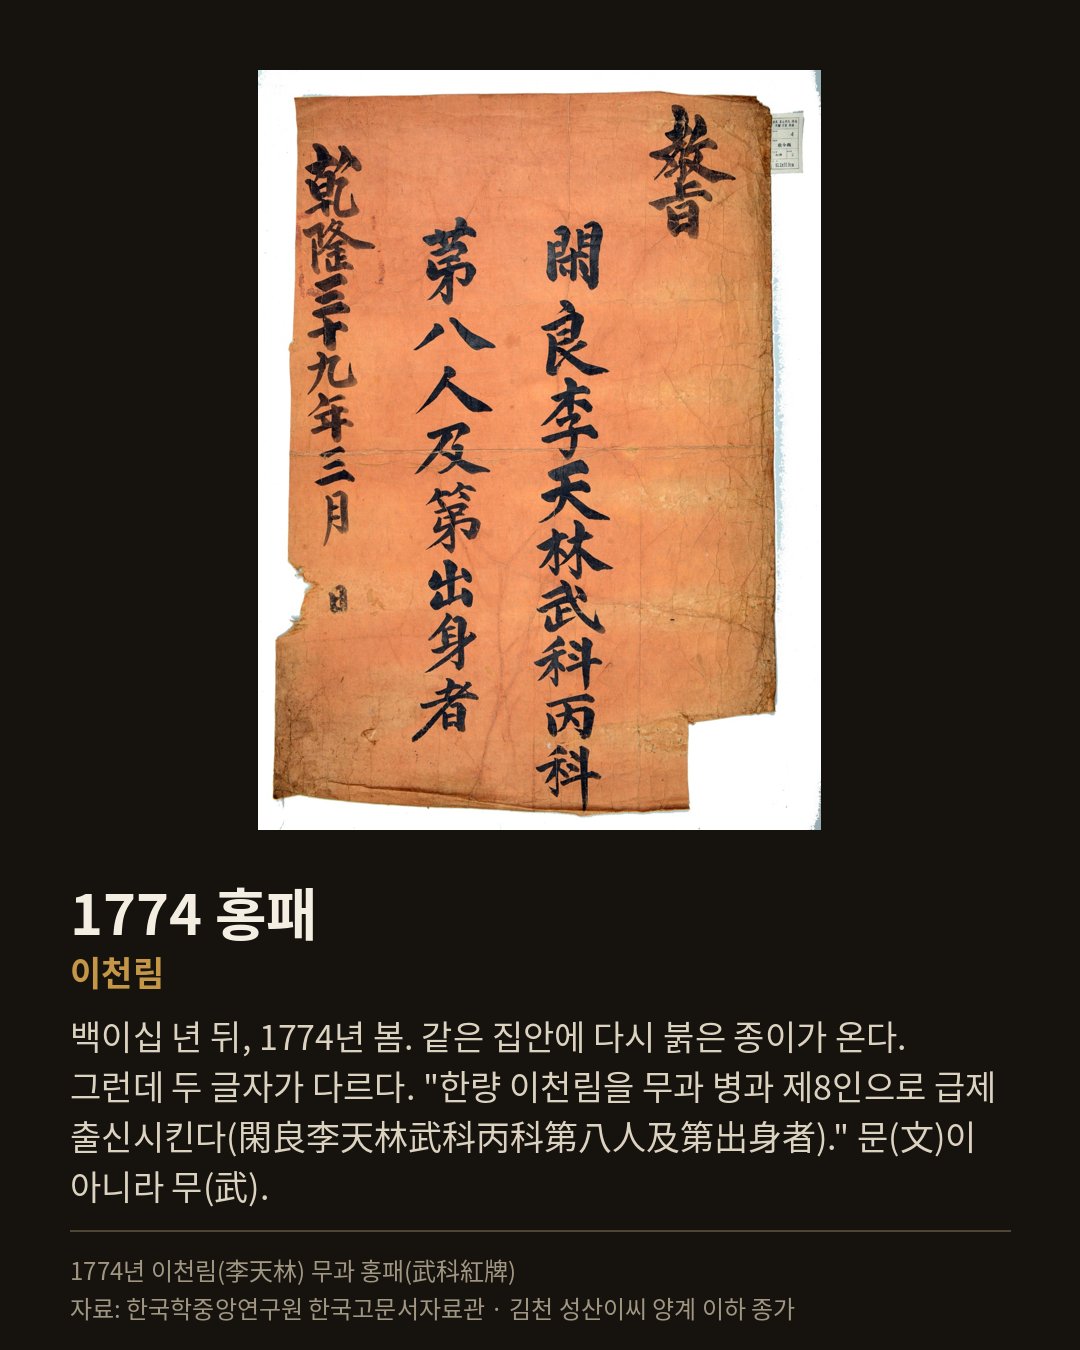 教旨
閑良李天林武科丙科
苐八人及第出身者
乾隆三十九年三月 日
1774 홍패
이천림
백이십 년 뒤, 1774년 봄. 같은 집안에 다시 붉은 종이가 온다.
그런데 두 글자가 다르다. "한량 이천림을 무과 병과 제8인으로 급제
출신시킨다(閑良李天林武科丙科第八人及第出身者)." 문(文)이
아니라 무(武).
1774년 이천림(李天林) 무과 홍패(武科紅牌)
자료: 한국학중앙연구원 한국고문서자료관 · 김천 성산이씨 양계 이하 종가